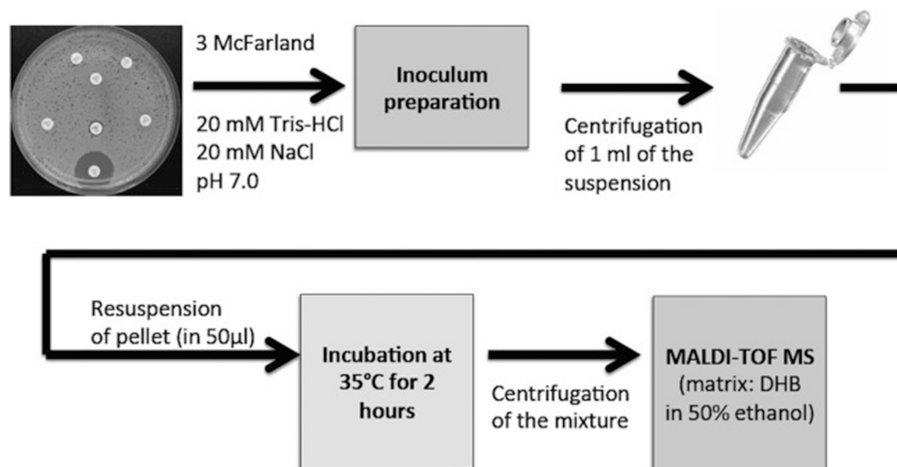 3 McFarland
20 mM Tris-HCl
20 mM NaCl
pH 7.0
Inoculum
preparation
Centrifugation
of 1 ml of the
suspension
Resuspension
of pellet (in 50µl)
Incubation at
35°C for 2
hours
Centrifugation
of the mixture
MALDI-TOF MS
(matrix: DHB
in 50% ethanol)